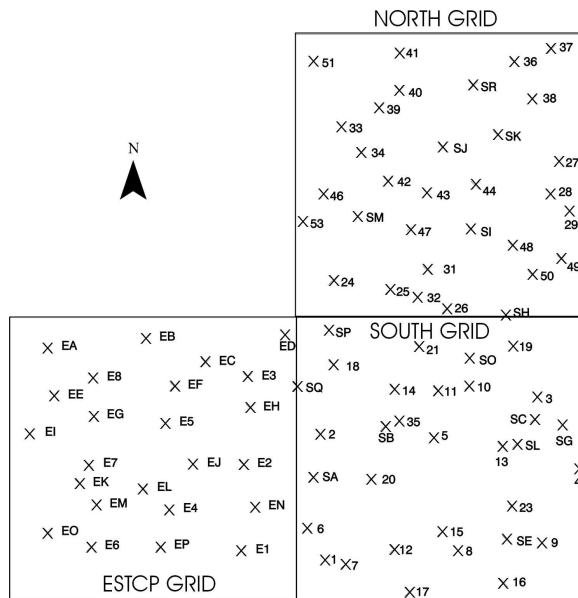 NORTH GRID
37
41
51
36
SR
40
38
39
33
SK
SJ
34
27
42
44
46
43
28
SM
29
53
47
SI
48
49
31
50
24
25
32
26
SH
N
SP
SOUTH GRID
ED
EB
EA
21
19
SO
EC
18
E8
E3
EF
SQ
14
11
10
EE
3
EH
EG
35
SC
E5
SB
SG
EI
2
5
SL
13
E7
EJ
E2
SA
20
EK
EL
EM
E4
EN
23
6
15
EO
SE
9
E6
EP
E1
12
8
1
7
16
17
ESTCP GRID